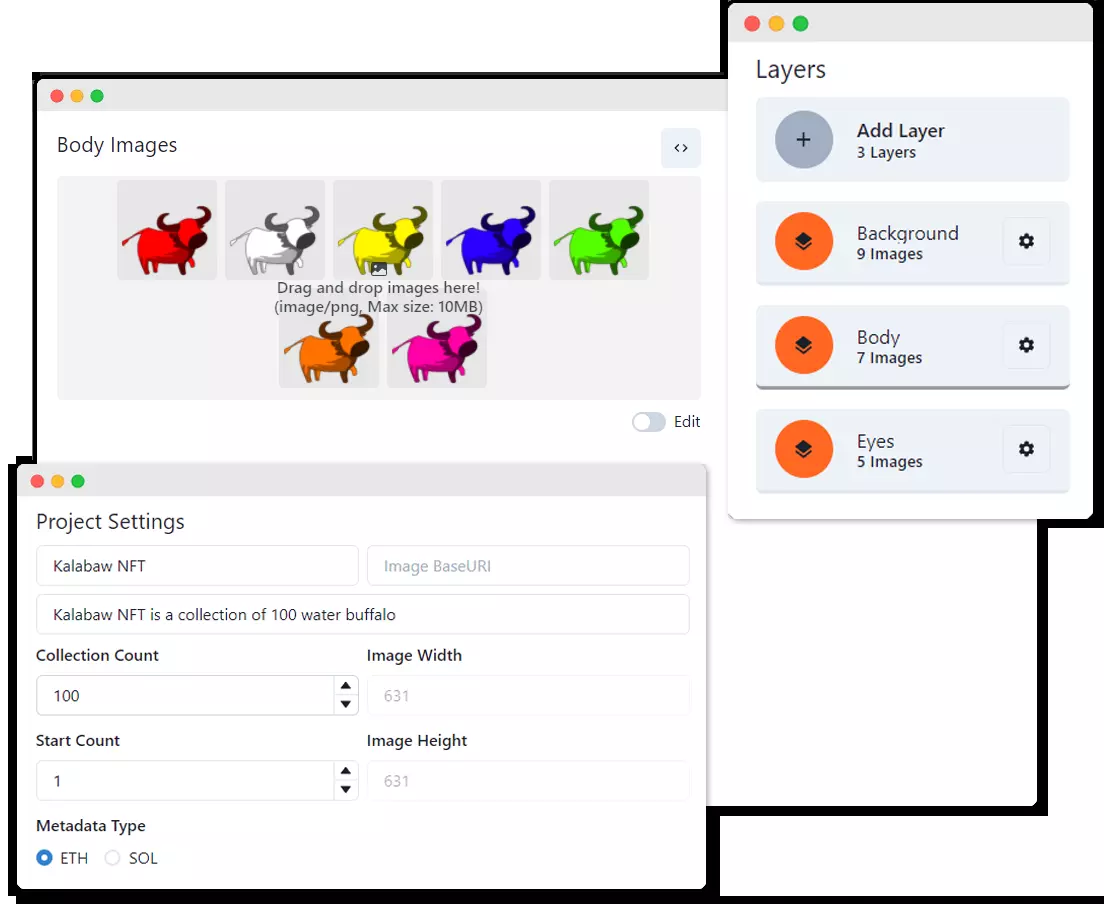 Layers
Add Layer
3 Layers
Background
9 Images
Body
7 Images
Eyes
5 Images
Body Images
Drag and drop images here!
(image/png, Max size: 10MB)
Edit
Project Settings
Kalabaw NFT
Image BaseURI
Kalabaw NFT is a collection of 100 water buffalo
Collection Count
Image Width
100
631
Start Count
Image Height
1
631
Metadata Type
ETH
SOL